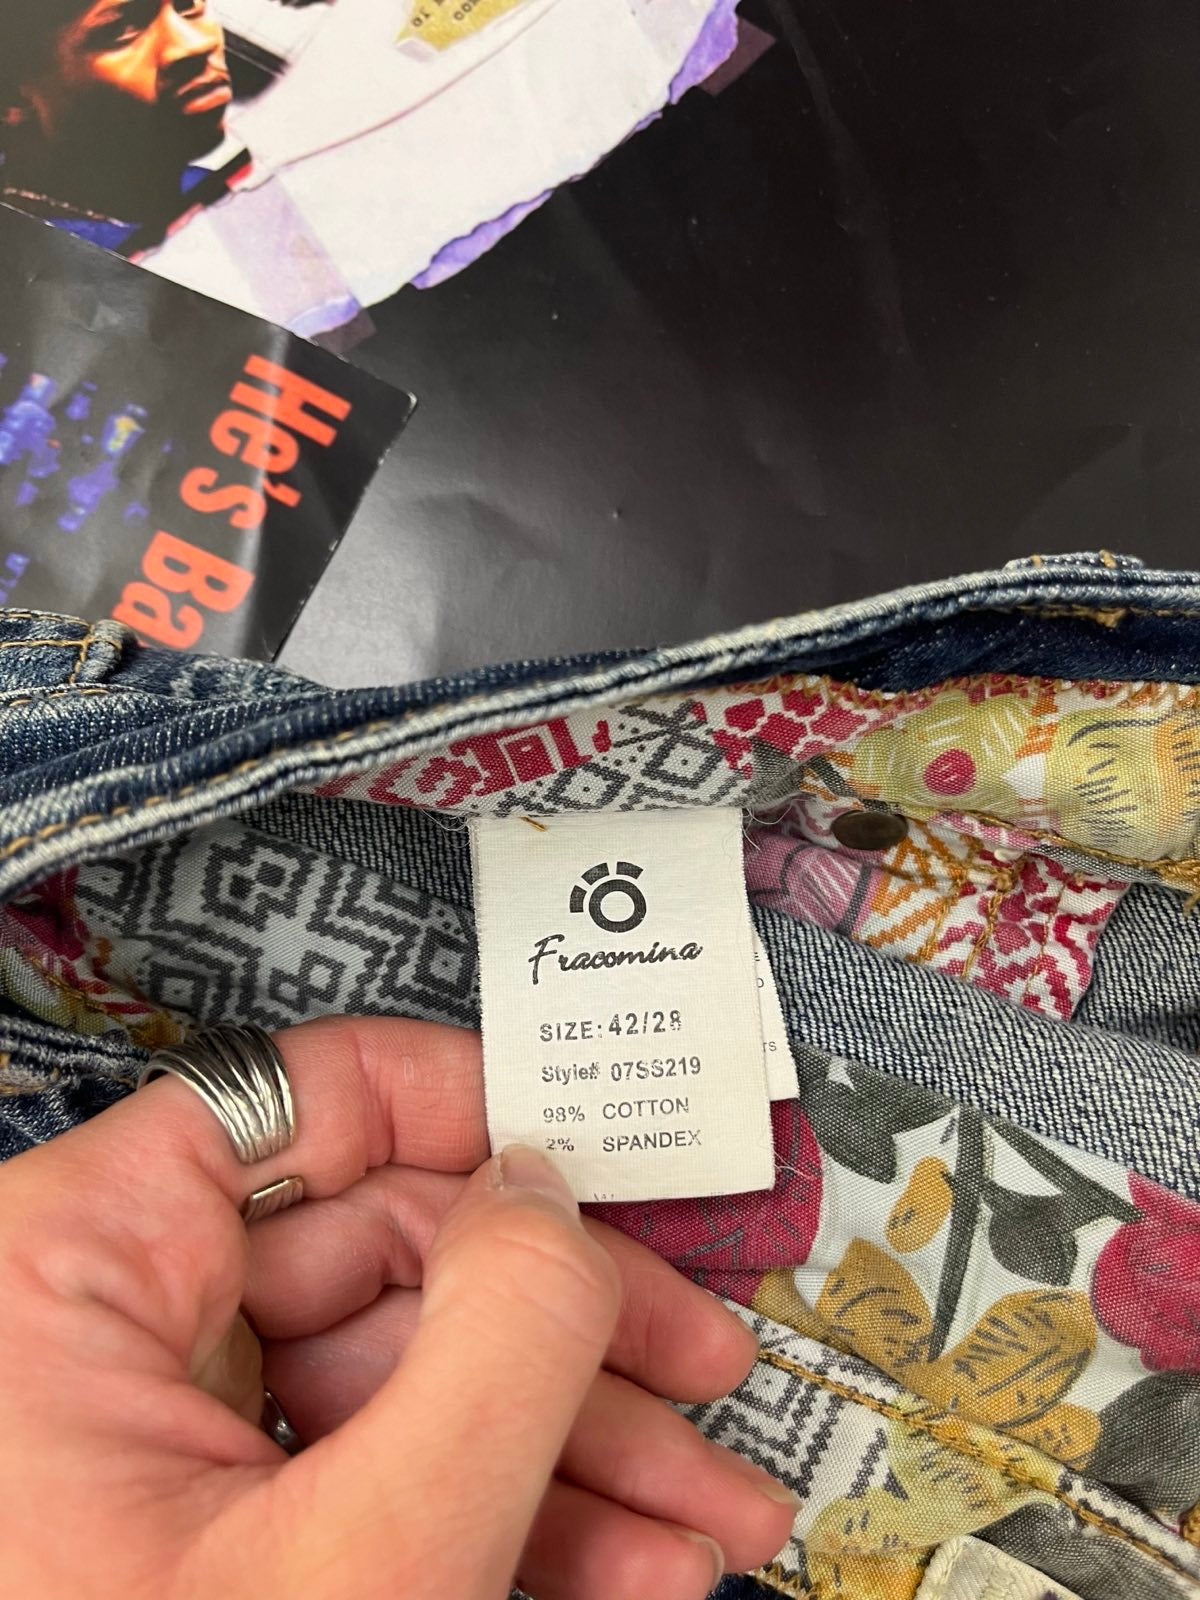 He's Ba
Fracomina
SIZE: 42/28
Style# 07SS219
98% COTTON
2% SPANDEX